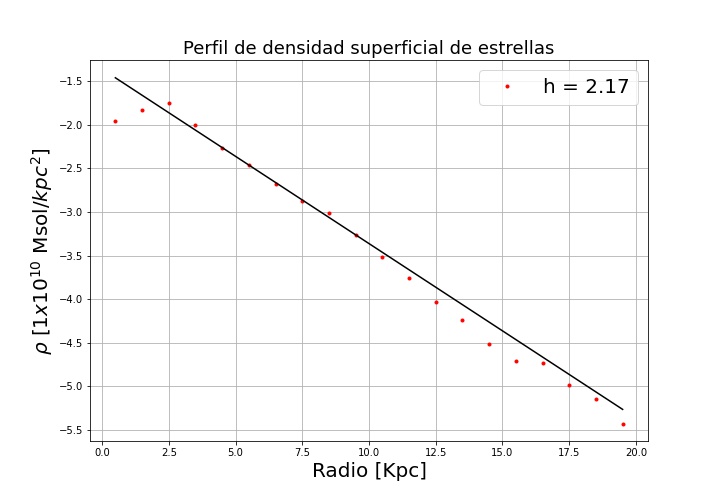 Perfil de densidad superficial de estrellas
h = 2.17
ρ [1x10¹⁰ Msol/kpc²]
−1.5
−2.0
−2.5
−3.0
−3.5
−4.0
−4.5
−5.0
−5.5
0.0 2.5 5.0 7.5 10.0 12.5 15.0 17.5 20.0
Radio [Kpc]